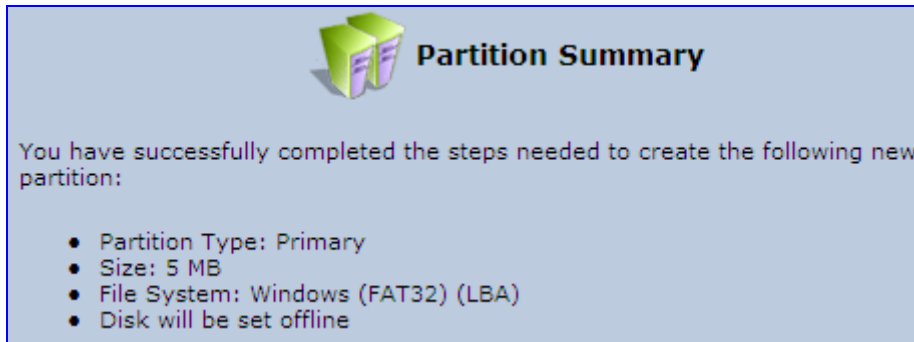 Partition Summary
You have successfully completed the steps needed to create the following new
partition:
● Partition Type: Primary
● Size: 5 MB
● File System: Windows (FAT32) (LBA)
● Disk will be set offline